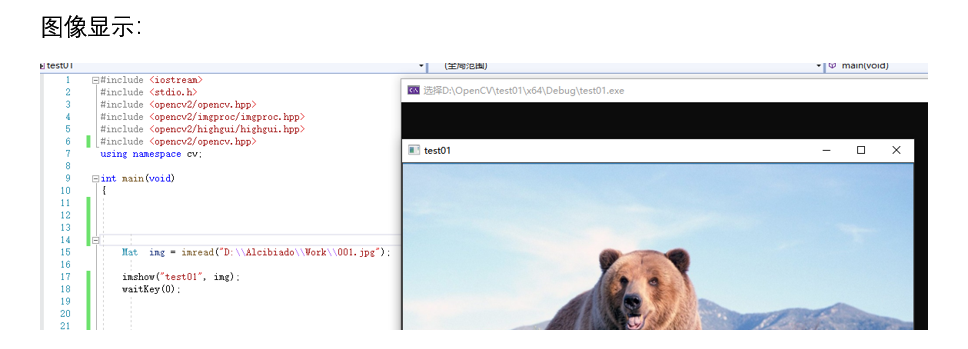 图像显示：
test01
(全局范围)
main(void)
1 #include <iostream>
2 #include <stdio.h>
3 #include <opencv2/opencv.hpp>
4 #include <opencv2/imgproc/imgproc.hpp>
5 #include <opencv2/highgui/highgui.hpp>
6 #include <opencv2/opencv.hpp>
7 using namespace cv;
8
9 int main(void)
10 {
11
12
13
14
15 Mat img = imread("D:\\Alcibiado\\Work\\001.jpg");
16
17 imshow("test01", img);
18 waitKey(0);
19
20
21
选择D:\OpenCV\test01\x64\Debug\test01.exe
test01